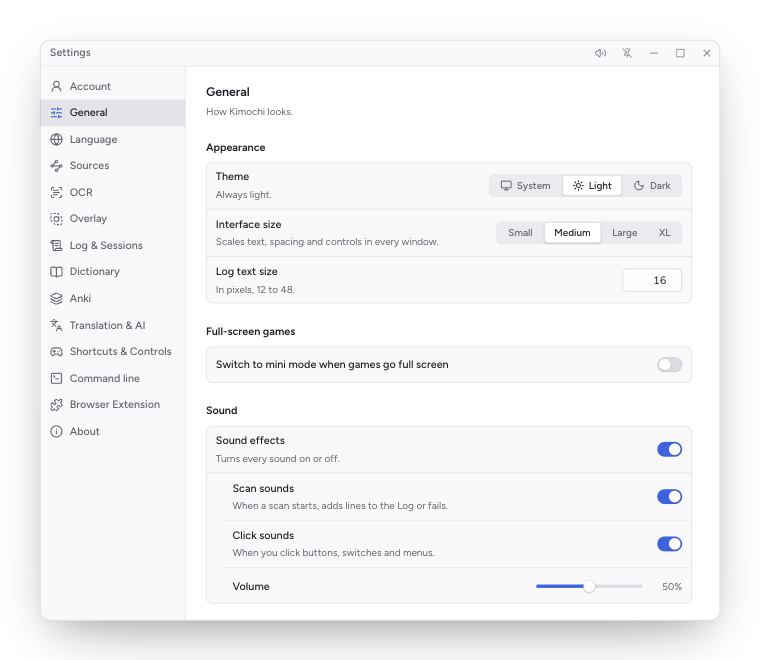 Settings
Account
General
Language
Sources
OCR
Overlay
Log & Sessions
Dictionary
Anki
Translation & AI
Shortcuts & Controls
Command line
Browser Extension
About
General
How Kimochi looks.
Appearance
Theme
Always light.
System Light Dark
Interface size
Scales text, spacing and controls in every window.
Small Medium Large XL
Log text size
In pixels, 12 to 48.
16
Full-screen games
Switch to mini mode when games go full screen
Sound
Sound effects
Turns every sound on or off.
Scan sounds
When a scan starts, adds lines to the Log or fails.
Click sounds
When you click buttons, switches and menus.
Volume 50%